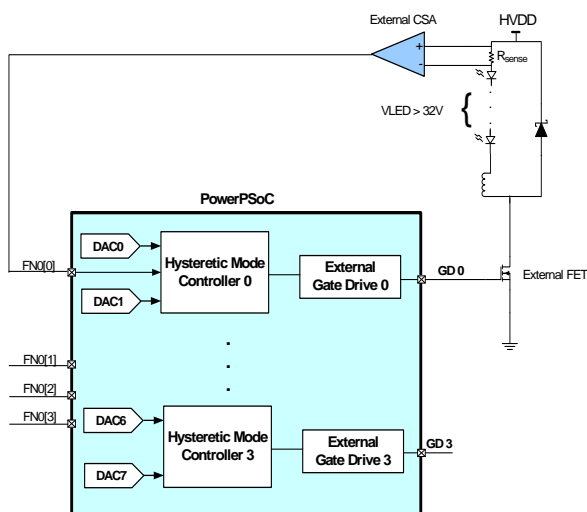 External CSA
HVDD
+
-
Rsense
VLED > 32V
{
PowerPSoC
DAC0
FN0[0]
Hysteretic Mode
Controller 0
External
Gate Drive 0
GD 0
External FET
DAC1
FN0[1]
FN0[2]
FN0[3]
DAC6
Hysteretic Mode
Controller 3
External
Gate Drive 3
GD 3
DAC7